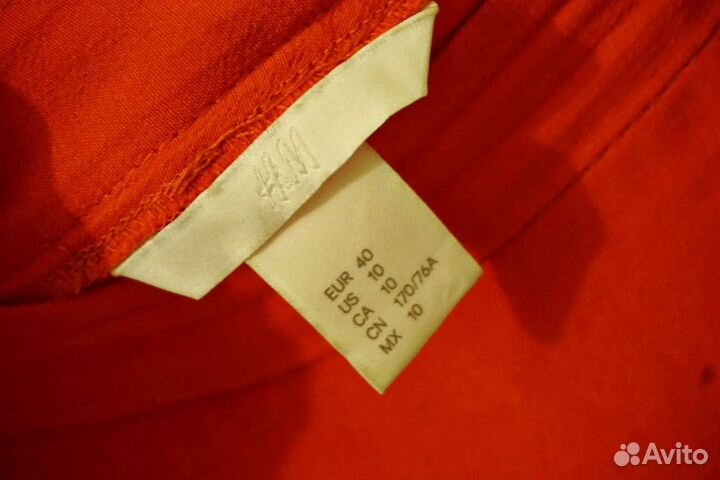 H&M
EUR 40
US 10
CA 10
CN 170/76A
MX 10
Avito